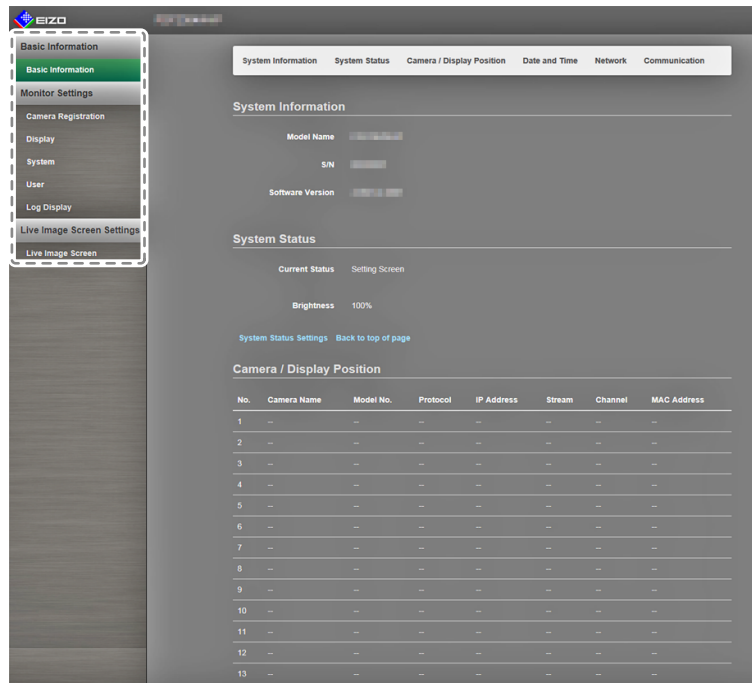 EIZO
Basic Information
Basic Information
Monitor Settings
Camera Registration
Display
System
User
Log Display
Live Image Screen Settings
Live Image Screen
System Information System Status Camera / Display Position Date and Time Network Communication
System Information
Model Name
S/N
Software Version
System Status
Current Status Setting Screen
Brightness 100%
System Status Settings Back to top of page
Camera / Display Position
No. Camera Name Model No. Protocol IP Address Stream Channel MAC Address
1 -- -- -- -- -- -- --
2 -- -- -- -- -- -- --
3 -- -- -- -- -- -- --
4 -- -- -- -- -- -- --
5 -- -- -- -- -- -- --
6 -- -- -- -- -- -- --
7 -- -- -- -- -- -- --
8 -- -- -- -- -- -- --
9 -- -- -- -- -- -- --
10 -- -- -- -- -- -- --
11 -- -- -- -- -- -- --
12 -- -- -- -- -- -- --
13 -- -- -- -- -- -- --